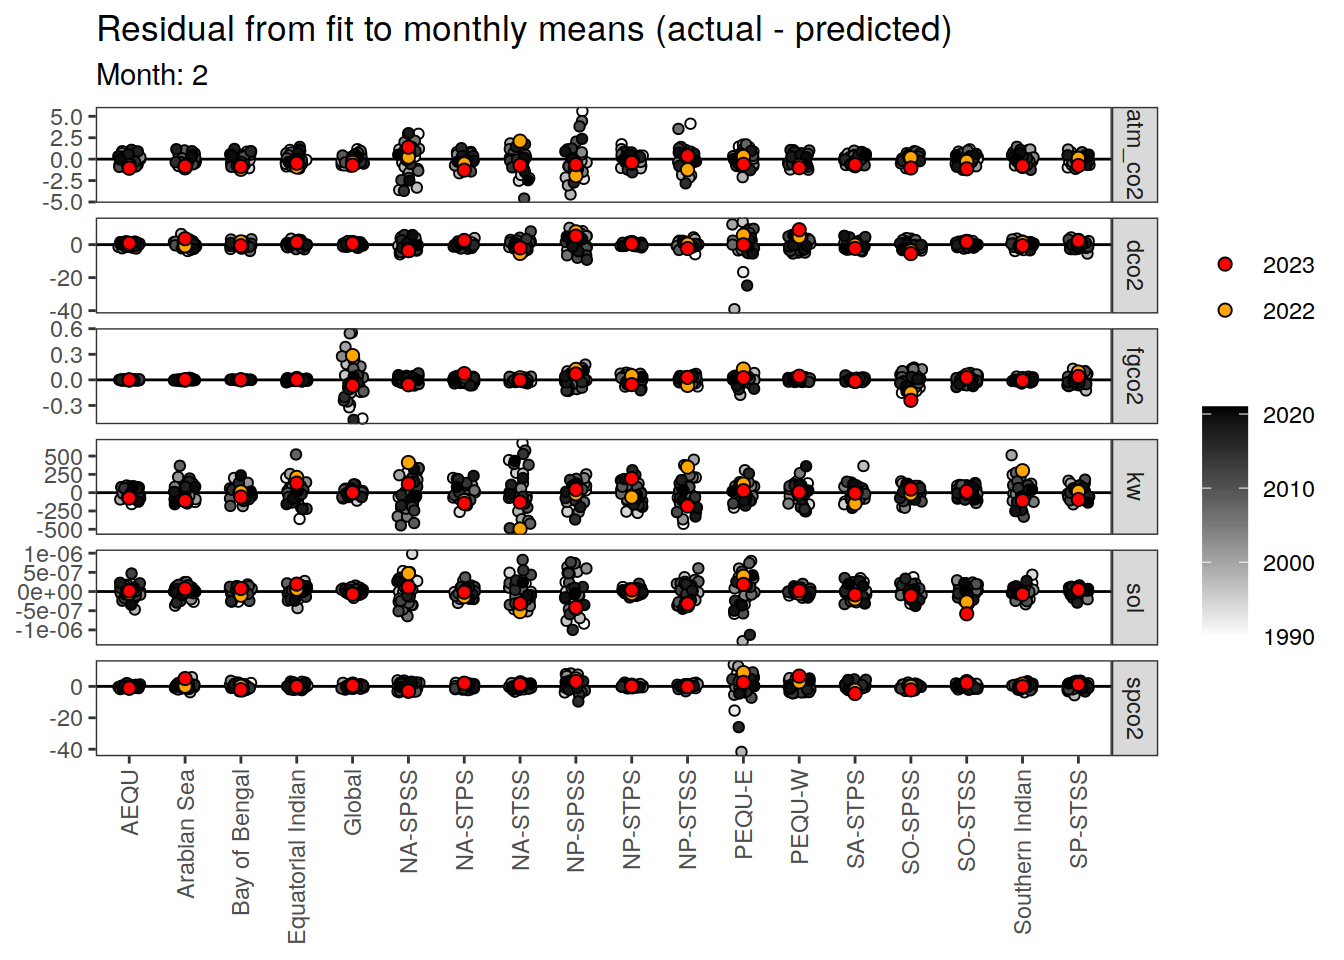 Residual from fit to monthly means (actual - predicted)
Month: 2
5.0
2.5
0.0
-2.5
-5.0
atm_co2
0
-20
-40
dco2
0.6
0.3
0.0
-0.3
fgco2
500
250
0
-250
-500
kw
1e-06
5e-07
0e+00
-5e-07
-1e-06
sol
0
-20
-40
spco2
AEQU
Arabian Sea
Bay of Bengal
Equatorial Indian
Global
NA-SPSS
NA-STPS
NA-STSS
NP-SPSS
NP-STPS
NP-STSS
PEQU-E
PEQU-W
SA-STPS
SO-SPSS
SO-STSS
Southern Indian
SP-STSS
2023
2022
2020
2010
2000
1990